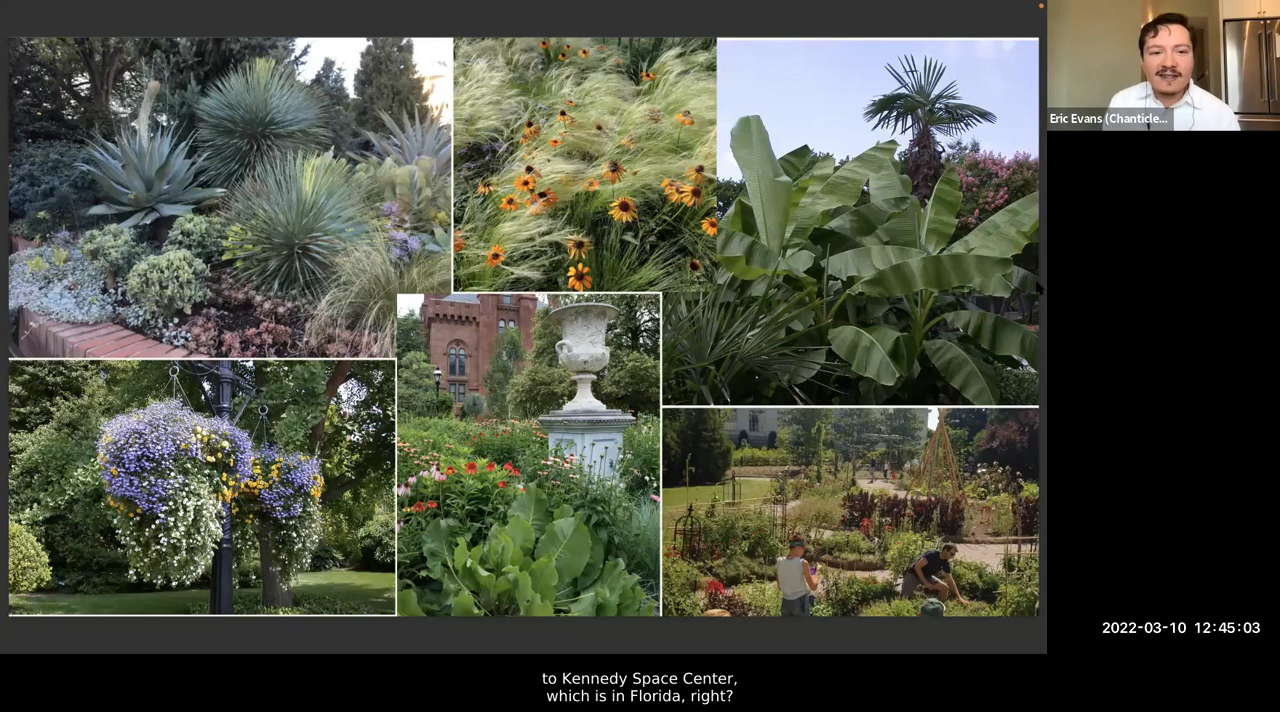 Eric Evans (Chanticle...
2022-03-10 12:45:03
to Kennedy Space Center,
which is in Florida, right?